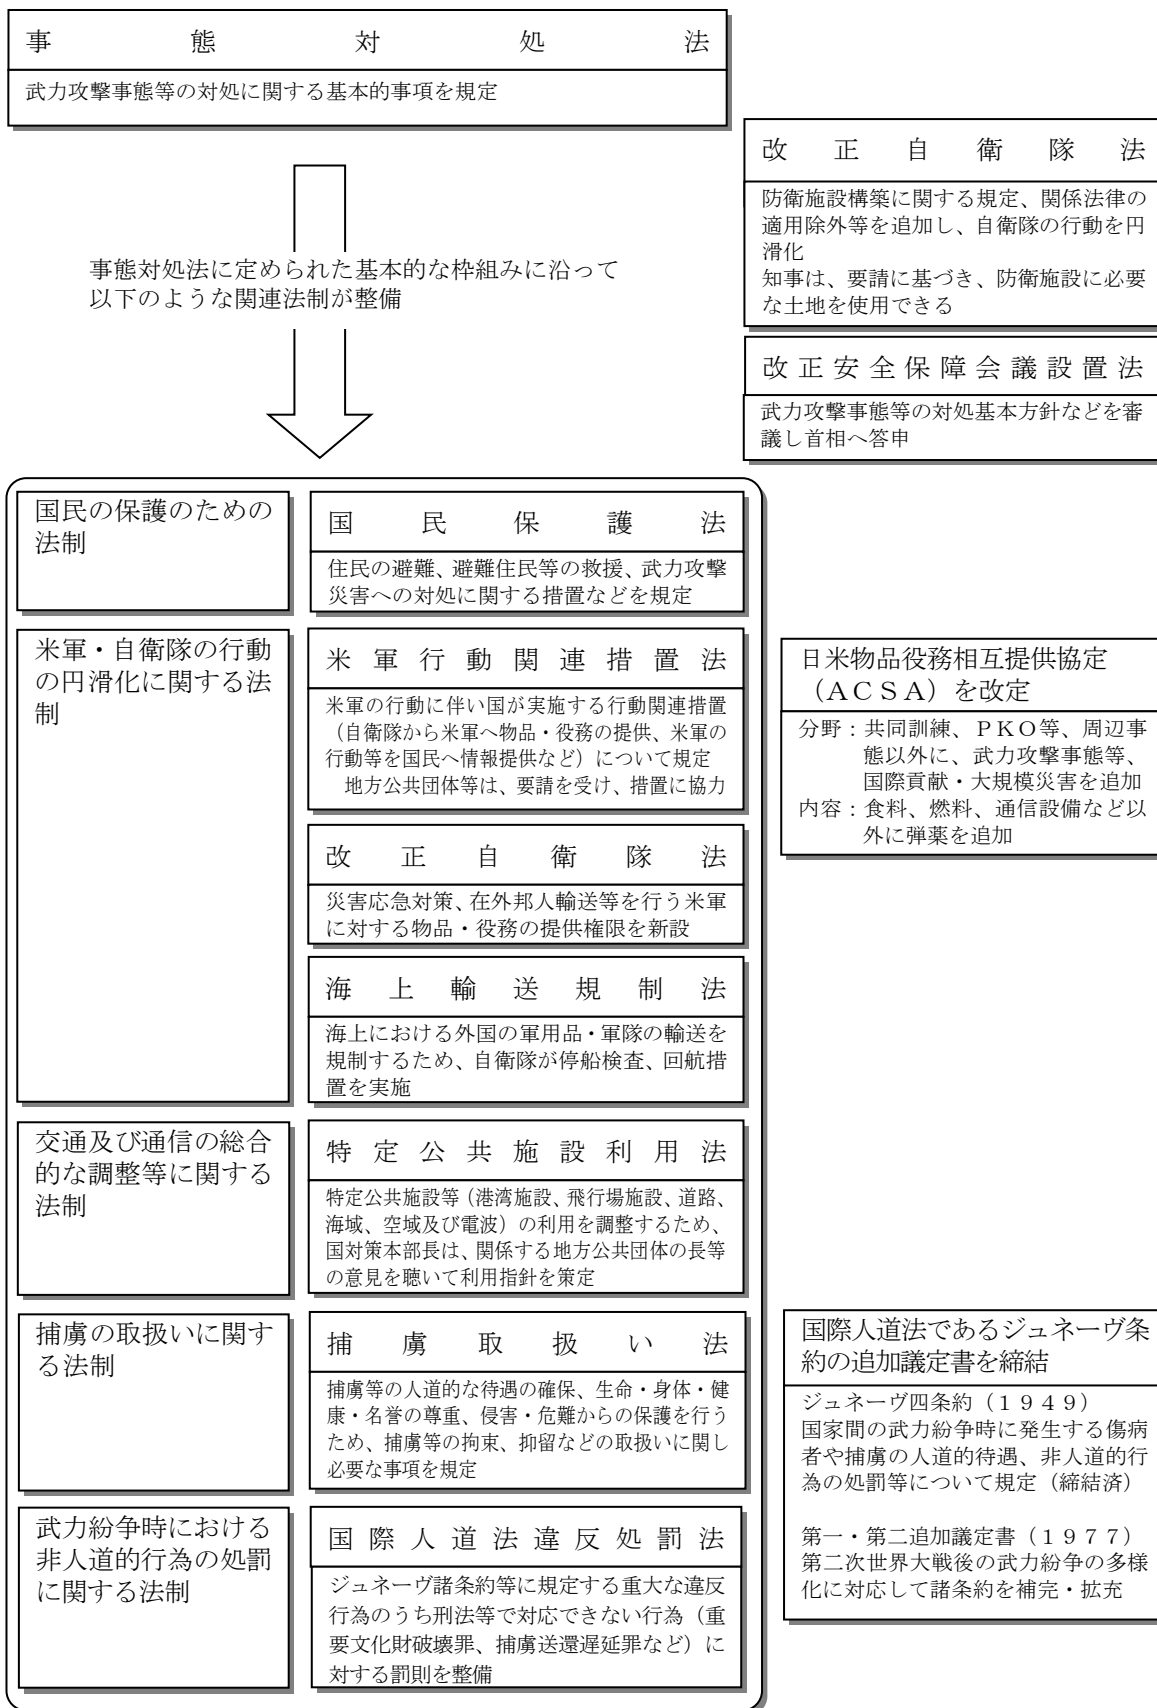 事態対処法
武力攻撃事態等の対処に関する基本的事項を規定
改正自衛隊法
防衛施設構築に関する規定、関係法律の
適用除外等を追加し、自衛隊の行動を円
滑化
知事は、要請に基づき、防衛施設に必要
な土地を使用できる
事態対処法に定められた基本的な枠組みに沿って
以下のような関連法制が整備
改正安全保障会議設置法
武力攻撃事態等の対処基本方針などを審
議し首相へ答申
国民の保護のための
法制
国民保護法
住民の避難、避難住民等の救援、武力攻撃
災害への対処に関する措置などを規定
米軍・自衛隊の行動
の円滑化に関する法
制
米軍行動関連措置法
米軍の行動に伴い国が実施する行動関連措置
(自衛隊から米軍へ物品・役務の提供、米軍の
行動等を国民へ情報提供など)について規定
地方公共団体等は、要請を受け、措置に協力
日米物品役務相互提供協定
(ACSA)を改定
分野:共同訓練、PKO等、周辺事
態以外に、武力攻撃事態等、
国際貢献・大規模災害を追加
内容:食料、燃料、通信設備など以
外に弾薬を追加
改正自衛隊法
災害応急対策、在外邦人輸送等を行う米軍
に対する物品・役務の提供権限を新設
海上輸送規制法
海上における外国の軍用品・軍隊の輸送を
規制するため、自衛隊が停船検査、回航措
置を実施
交通及び通信の総合
的な調整等に関する
法制
特定公共施設利用法
特定公共施設等(港湾施設、飛行場施設、道路、
海域、空域及び電波)の利用を調整するため、
国対策本部長は、関係する地方公共団体の長等
の意見を聴いて利用指針を策定
捕虜の取扱いに関す
る法制
捕虜取扱い法
捕虜等の人道的な待遇の確保、生命・身体・健
康・名誉の尊重、侵害・危難からの保護を行う
ため、捕虜等の拘束、抑留などの取扱いに関し
必要な事項を規定
国際人道法であるジュネーヴ条
約の追加議定書を締結
ジュネーヴ四条約(1949)
国家間の武力紛争時に発生する傷病
者や捕虜の人道的待遇、非人道的行
為の処罰等について規定(締結済)
第一・第二追加議定書(1977)
第二次世界大戦後の武力紛争の多様
化に対応して諸条約を補完・拡充
武力紛争時における
非人道的行為の処罰
に関する法制
国際人道法違反処罰法
ジュネーヴ諸条約等に規定する重大な違反
行為のうち刑法等で対応できない行為(重
要文化財破壊罪、捕虜送還遅延罪など)に
対する罰則を整備